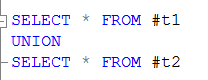 SELECT * FROM #t1
UNION
SELECT * FROM #t2